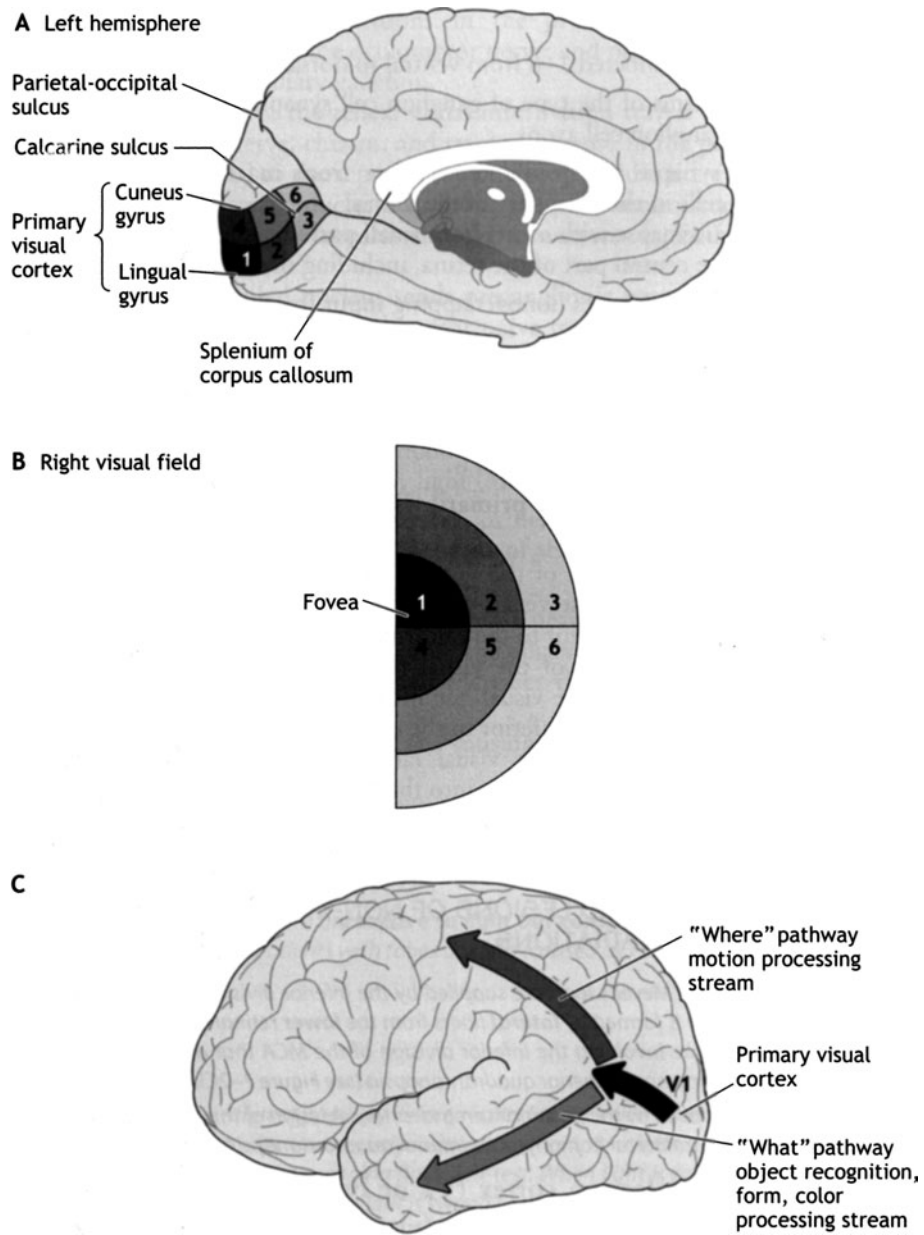 A Left hemisphere
Parietal-occipital
sulcus
Calcarine sulcus
Primary
visual
cortex
Cuneus
gyrus
Lingual
gyrus
6
5
4
3
2
1
Splenium of
corpus callosum
B Right visual field
Fovea
1 2 3
4 5 6
C
"Where" pathway
motion processing
stream
V1
Primary visual
cortex
"What" pathway
object recognition,
form, color
processing stream